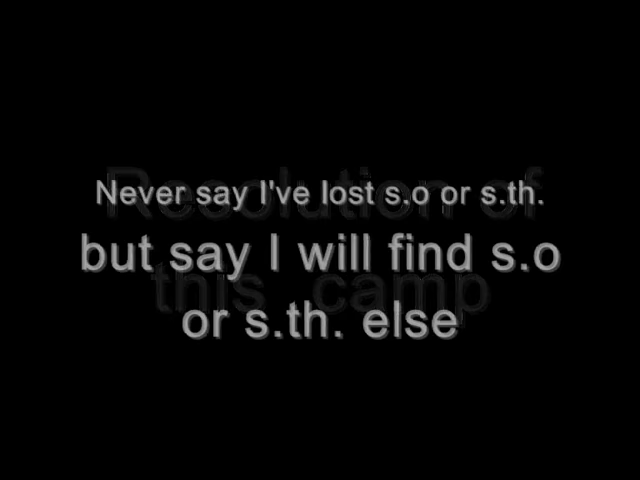 Resolution of
this camp
Never say I've lost s.o or s.th.
but say I will find s.o
or s.th. else